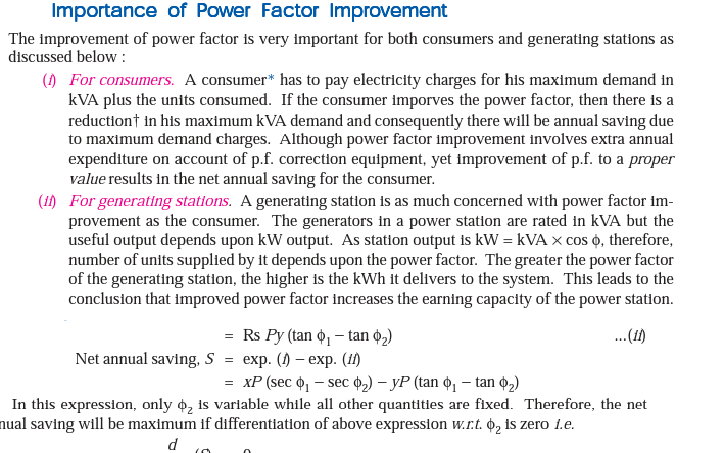 Importance of Power Factor Improvement
The improvement of power factor is very important for both consumers and generating stations as
discussed below :
(i) For consumers. A consumer* has to pay electricity charges for his maximum demand in
kVA plus the units consumed. If the consumer imporves the power factor, then there is a
reduction† in his maximum kVA demand and consequently there will be annual saving due
to maximum demand charges. Although power factor improvement involves extra annual
expenditure on account of p.f. correction equipment, yet improvement of p.f. to a proper
value results in the net annual saving for the consumer.
(ii) For generating stations. A generating station is as much concerned with power factor im-
provement as the consumer. The generators in a power station are rated in kVA but the
useful output depends upon kW output. As station output is kW = kVA × cos ϕ, therefore,
number of units supplied by it depends upon the power factor. The greater the power factor
of the generating station, the higher is the kWh it delivers to the system. This leads to the
conclusion that improved power factor increases the earning capacity of the power station.
= Rs Py (tan ϕ₁ – tan ϕ₂) ...(ii)
Net annual saving, S = exp. (i) – exp. (ii)
= xP (sec ϕ₁ – sec ϕ₂) – yP (tan ϕ₁ – tan ϕ₂)
In this expression, only ϕ₂ is variable while all other quantities are fixed. Therefore, the net
nual saving will be maximum if differentiation of above expression w.r.t. ϕ₂ is zero i.e.
d